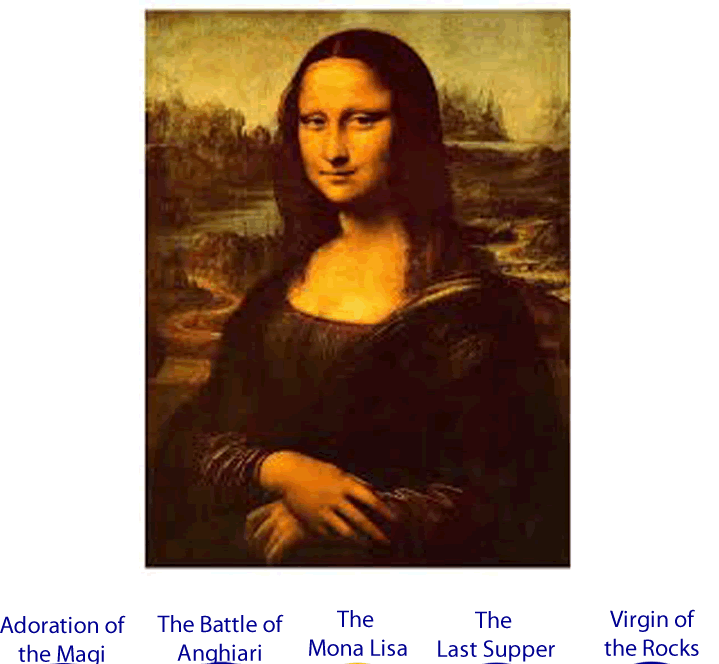 Adoration of
the Magi
The Battle of
Anghiari
The
Mona Lisa
The
Last Supper
Virgin of
the Rocks